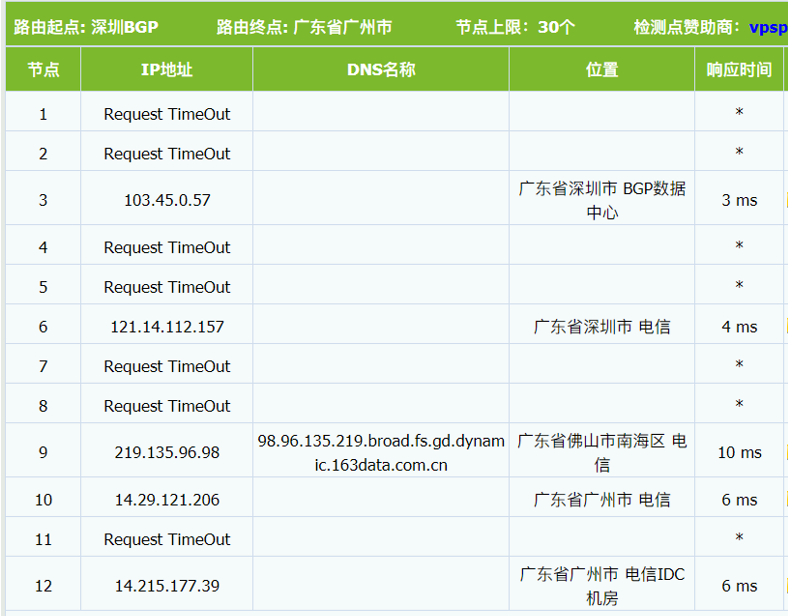 路由起点: 深圳BGP 路由终点: 广东省广州市 节点上限: 30个 检测点赞助商: vpsp
节点 IP地址 DNS名称 位置 响应时间
1 Request TimeOut *
2 Request TimeOut *
3 103.45.0.57 广东省深圳市 BGP数据
中心 3 ms
4 Request TimeOut *
5 Request TimeOut *
6 121.14.112.157 广东省深圳市 电信 4 ms
7 Request TimeOut *
8 Request TimeOut *
9 219.135.96.98 98.96.135.219.broad.fs.gd.dynam
ic.163data.com.cn 广东省佛山市南海区 电
信 10 ms
10 14.29.121.206 广东省广州市 电信 6 ms
11 Request TimeOut *
12 14.215.177.39 广东省广州市 电信IDC
机房 6 ms